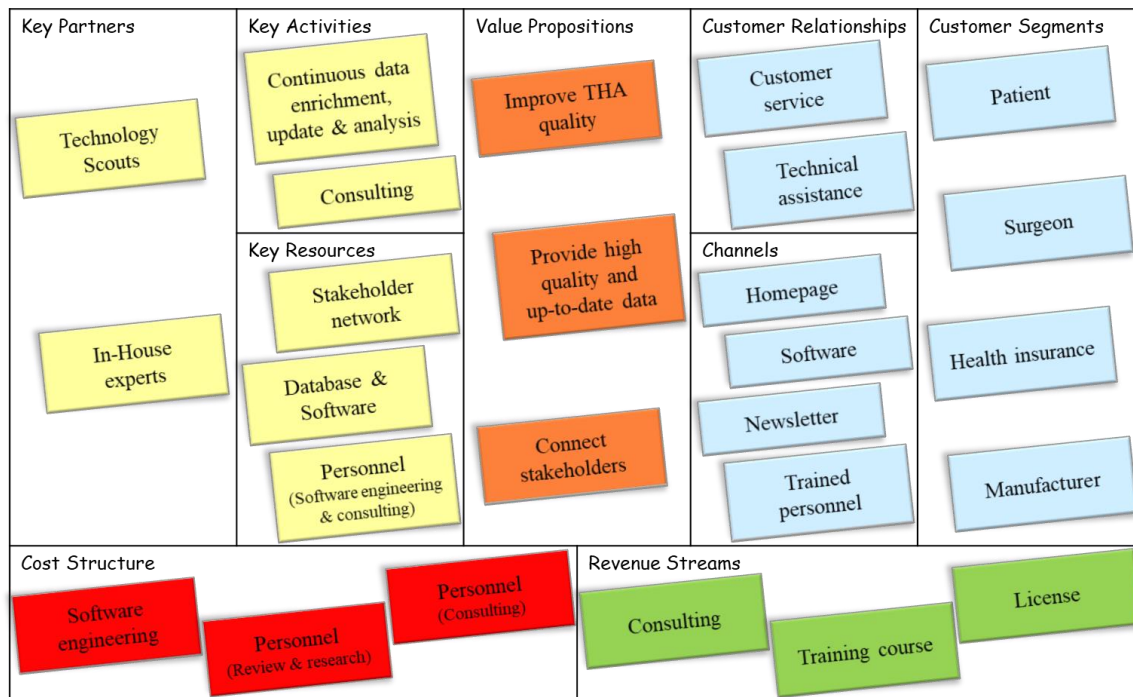 Key Partners
Technology
Scouts
In-House
experts
Key Activities
Continuous data
enrichment,
update & analysis
Consulting
Key Resources
Stakeholder
network
Database &
Software
Personnel
(Software engineering
& consulting)
Value Propositions
Improve THA
quality
Provide high
quality and
up-to-date data
Connect
stakeholders
Customer Relationships
Customer
service
Technical
assistance
Channels
Homepage
Software
Newsletter
Trained
personnel
Customer Segments
Patient
Surgeon
Health insurance
Manufacturer
Cost Structure
Software
engineering
Personnel
(Review & research)
Personnel
(Consulting)
Revenue Streams
Consulting
Training course
License